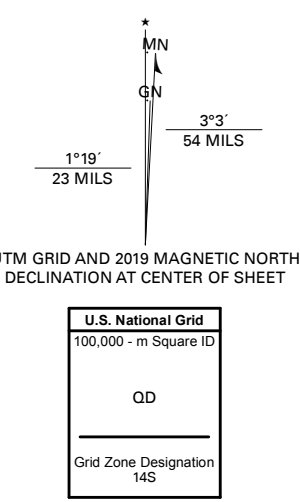 ★
MN
GN
3°3´
54 MILS
1°19´
23 MILS
UTM GRID AND 2019 MAGNETIC NORTH
DECLINATION AT CENTER OF SHEET
U.S. National Grid
100,000 - m Square ID
QD
Grid Zone Designation
14S